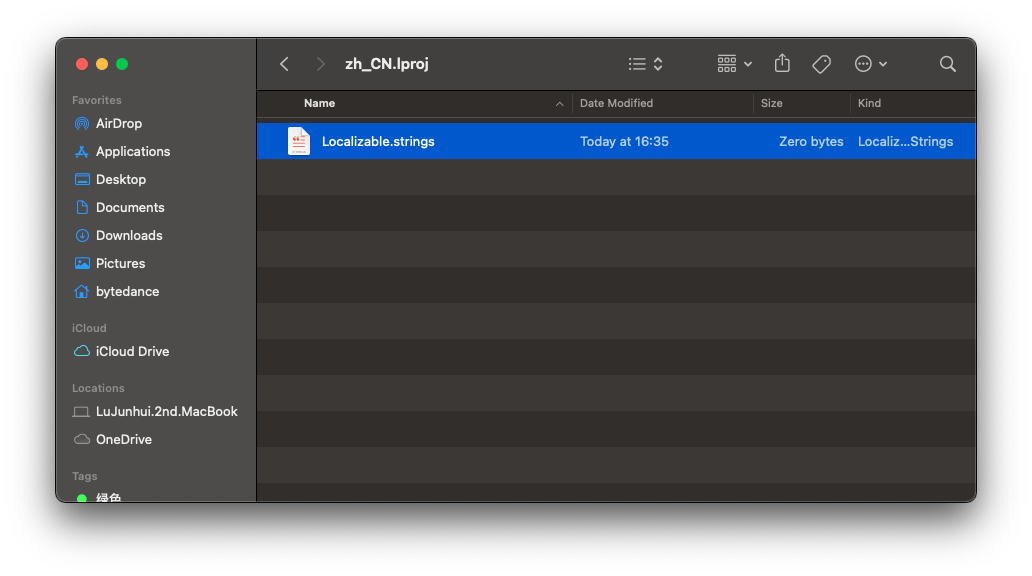 zh_CN.lproj
Favorites
AirDrop
Applications
Desktop
Documents
Downloads
Pictures
bytedance
iCloud
iCloud Drive
Locations
LuJunhui.2nd.MacBook
OneDrive
Tags
绿色
Name Date Modified Size Kind
Localizable.strings Today at 16:35 Zero bytes Localiz...Strings